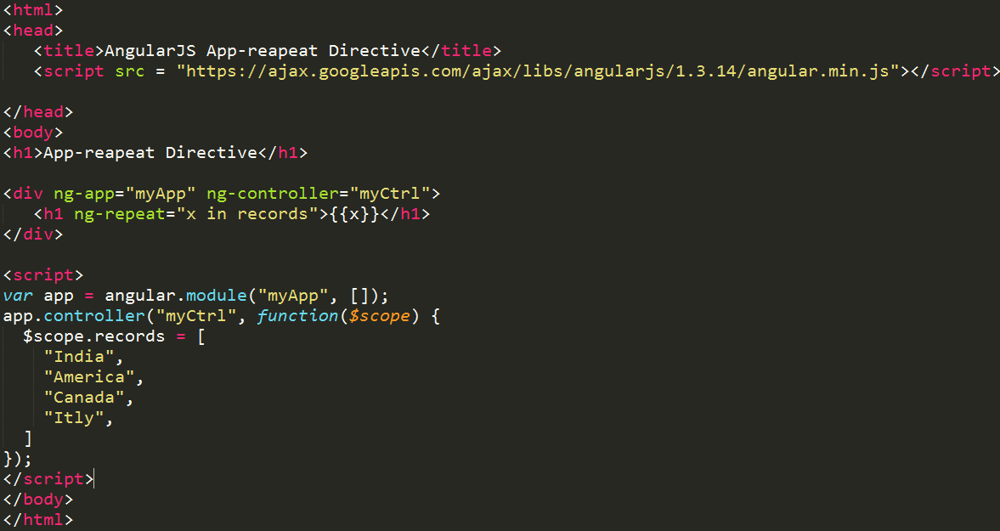 <html>
<head>
   <title>AngularJS App-reapeat Directive</title>
   <script src = "https://ajax.googleapis.com/ajax/libs/angularjs/1.3.14/angular.min.js"></script>
</head>
<body>
<h1>App-reapeat Directive</h1>
<div ng-app="myApp" ng-controller="myCtrl">
   <h1 ng-repeat="x in records">{{x}}</h1>
</div>
<script>
var app = angular.module("myApp", []);
app.controller("myCtrl", function($scope) {
  $scope.records = [
    "India",
    "America",
    "Canada",
    "Itly",
  ]
});
</script>
</body>
</html>